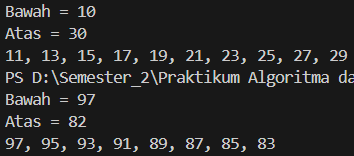 Bawah = 10
Atas = 30
11, 13, 15, 17, 19, 21, 23, 25, 27, 29
PS D:\Semester_2\Praktikum Algoritma da
Bawah = 97
Atas = 82
97, 95, 93, 91, 89, 87, 85, 83